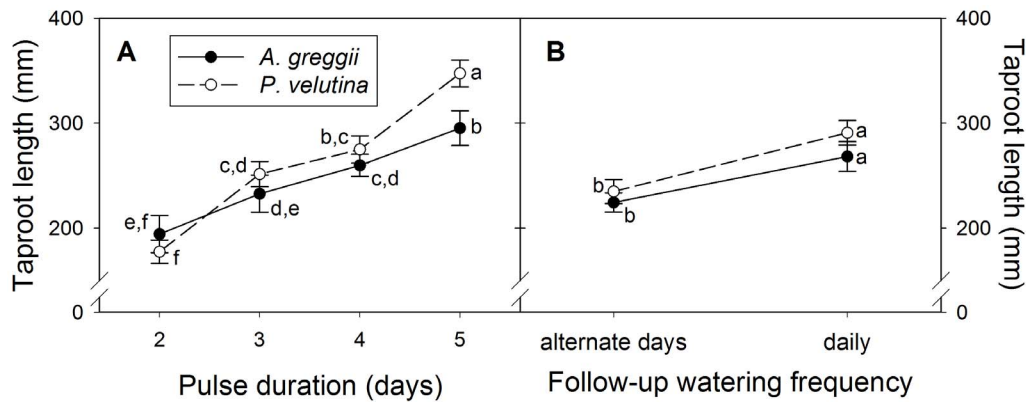 A
A. greggii
P. velutina
Taproot length (mm)
400
300
200
0
e,f
f
c,d
d,e
b,c
c,d
a
b
2
3
4
5
Pulse duration (days)
B
b
b
a
a
400
300
200
0
Taproot length (mm)
alternate days
daily
Follow-up watering frequency